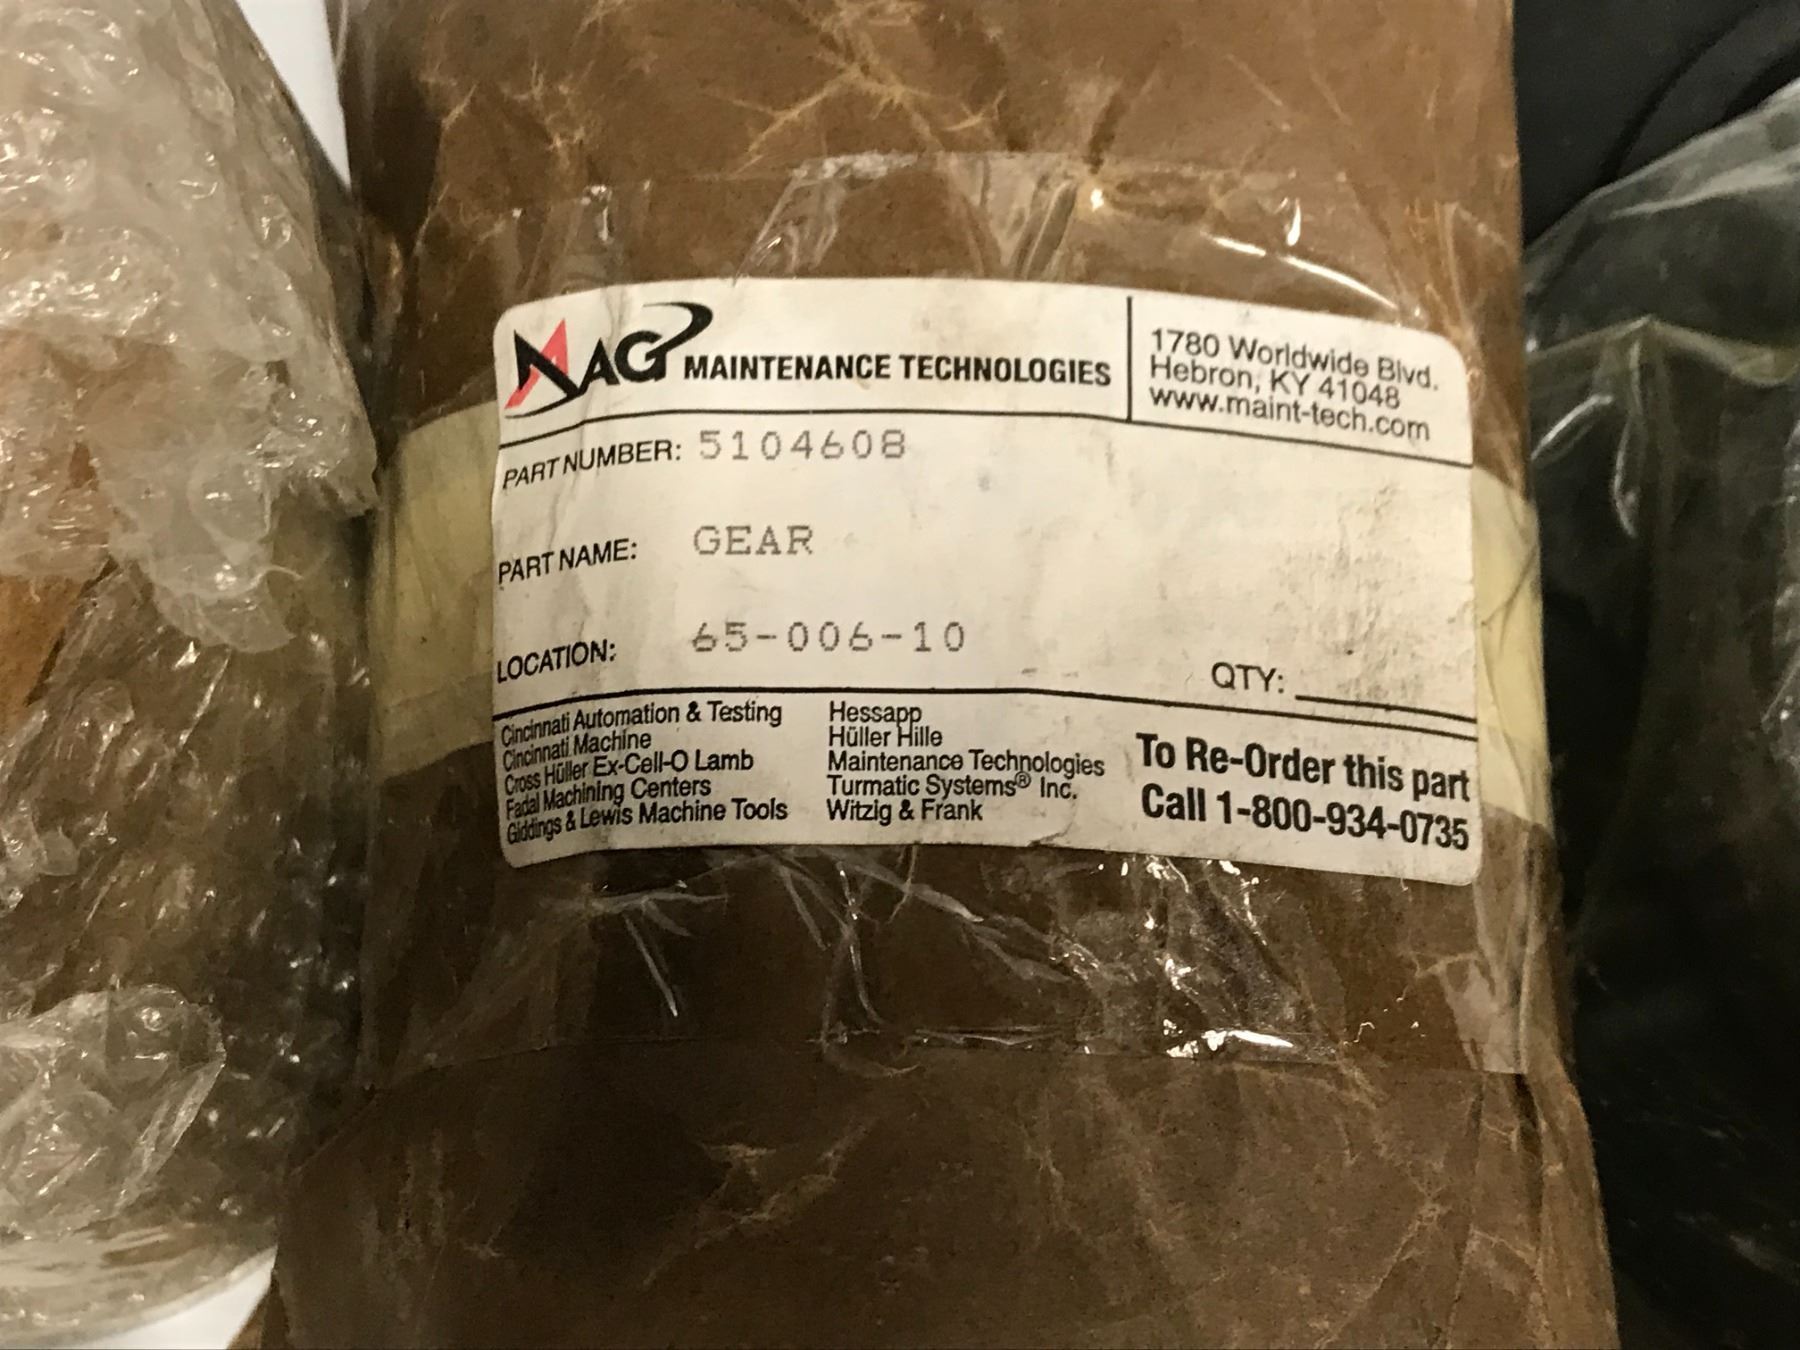 MAG MAINTENANCE TECHNOLOGIES
1780 Worldwide Blvd.
Hebron, KY 41048
www.maint-tech.com
PART NUMBER: 5104608
PART NAME: GEAR
LOCATION: 65-006-10
QTY:
Cincinnati Automation & Testing
Cincinnati Machine
Cross Hüller Ex-Cell-O Lamb
Fadal Machining Centers
Giddings & Lewis Machine Tools
Hessapp
Hüller Hille
Maintenance Technologies
Turmatic Systems® Inc.
Witzig & Frank
To Re-Order this part
Call 1-800-934-0735